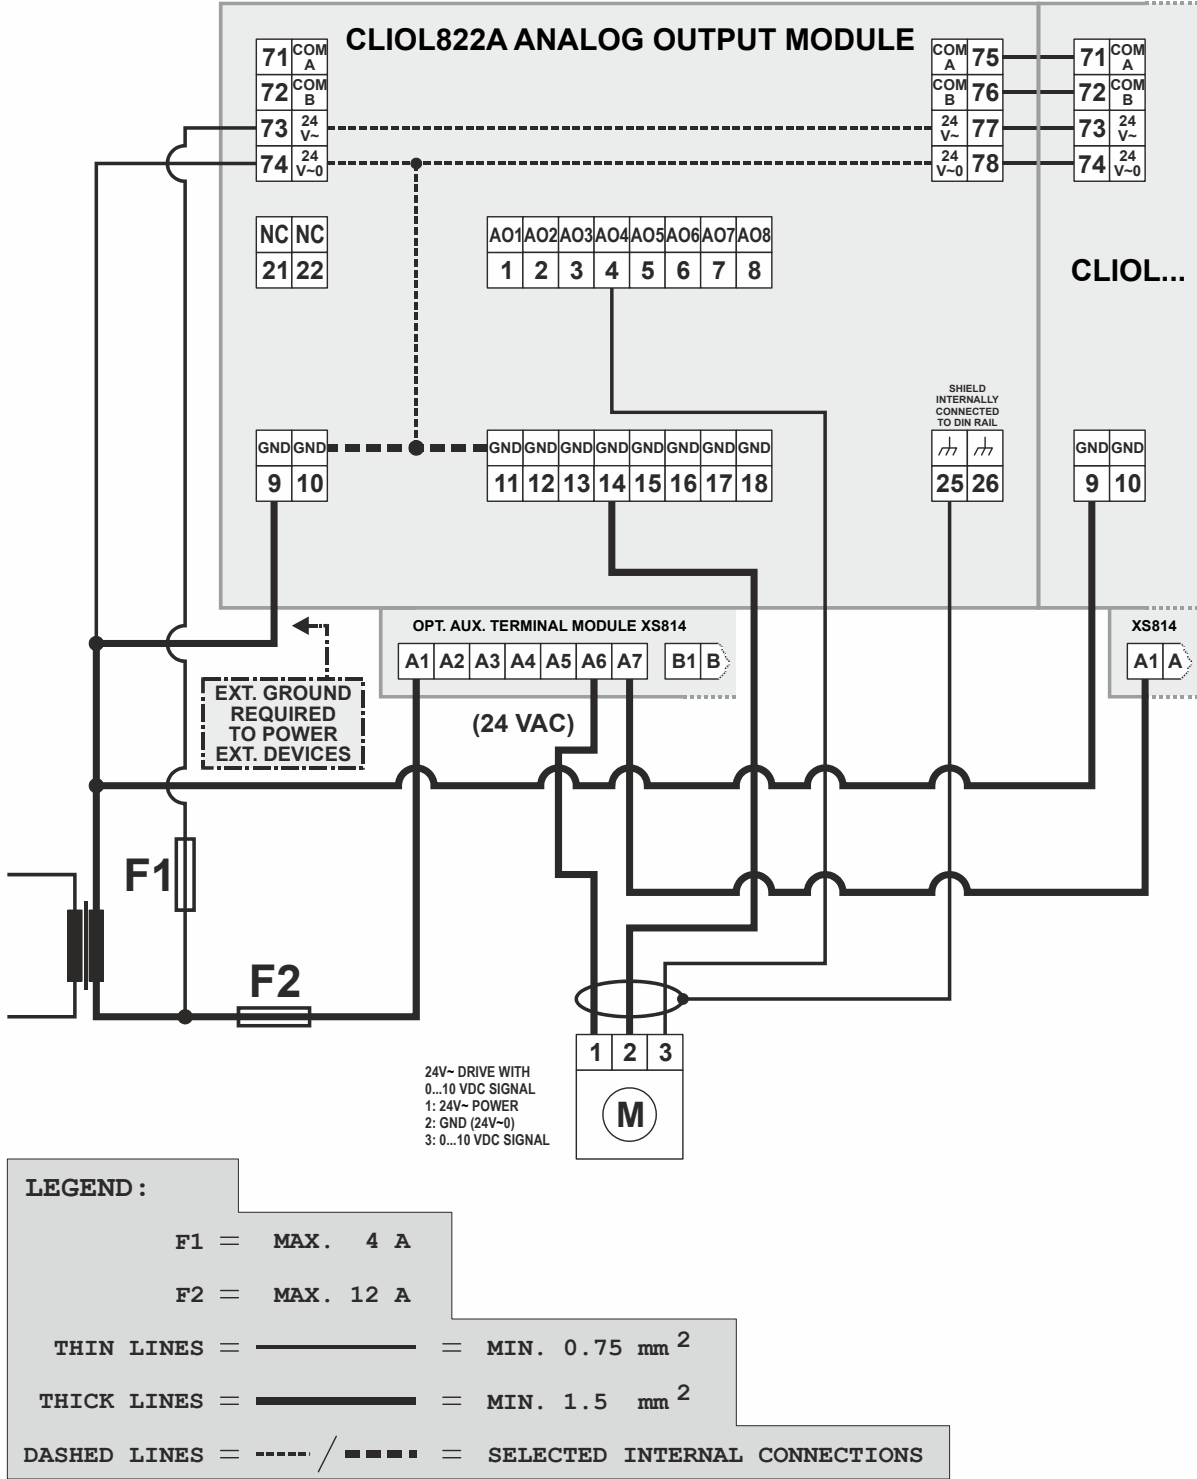 CLIOL822A ANALOG OUTPUT MODULE
71 COM A
72 COM B
73 24 V~
74 24 V~0
COM A 75
COM B 76
24 V~ 77
24 V~0 78
71 COM A
72 COM B
73 24 V~
74 24 V~0
NC NC
21 22
AO1 AO2 AO3 AO4 AO5 AO6 AO7 AO8
1 2 3 4 5 6 7 8
CLIOL...
SHIELD
INTERNALLY
CONNECTED
TO DIN RAIL
GND GND
9 10
GND GND GND GND GND GND GND GND
11 12 13 14 15 16 17 18
25 26
GND GND
9 10
OPT. AUX. TERMINAL MODULE XS814
A1 A2 A3 A4 A5 A6 A7 B1 B
XS814
A1 A
(24 VAC)
EXT. GROUND
REQUIRED
TO POWER
EXT. DEVICES
F1
F2
1 2 3
M
24V~ DRIVE WITH
0...10 VDC SIGNAL
1: 24V~ POWER
2: GND (24V~0)
3: 0...10 VDC SIGNAL
LEGEND:
F1 = MAX. 4 A
F2 = MAX. 12 A
THIN LINES = = MIN. 0.75 mm 2
THICK LINES = = MIN. 1.5 mm 2
DASHED LINES = / = SELECTED INTERNAL CONNECTIONS